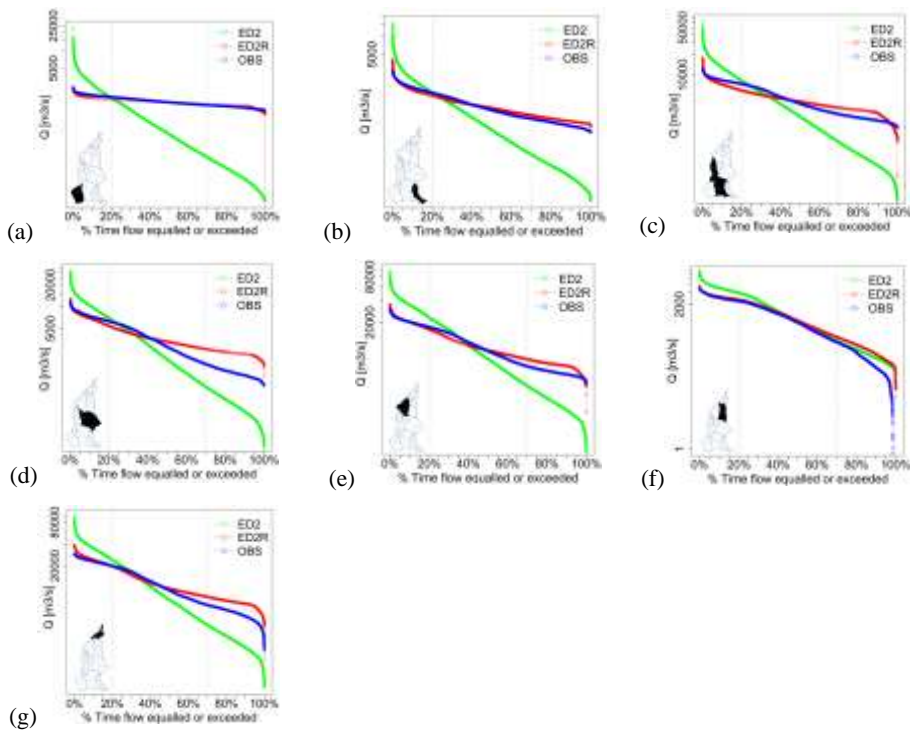 25000
5000
Q [m3/s]
ED2
ED2R
OBS
0% 20% 40% 60% 80% 100%
% Time flow equalled or exceeded
(a)
5000
Q [m3/s]
ED2
ED2R
OBS
0% 20% 40% 60% 80% 100%
% Time flow equalled or exceeded
(b)
50000
10000
Q [m3/s]
ED2
ED2R
OBS
0% 20% 40% 60% 80% 100%
% Time flow equalled or exceeded
(c)
20000
5000
Q [m3/s]
ED2
ED2R
OBS
0% 20% 40% 60% 80% 100%
% Time flow equalled or exceeded
(d)
80000
20000
Q [m3/s]
ED2
ED2R
OBS
0% 20% 40% 60% 80% 100%
% Time flow equalled or exceeded
(e)
2000
1
Q [m3/s]
ED2
ED2R
OBS
0% 20% 40% 60% 80% 100%
% Time flow equalled or exceeded
(f)
80000
20000
Q [m3/s]
ED2
ED2R
OBS
0% 20% 40% 60% 80% 100%
% Time flow equalled or exceeded
(g)